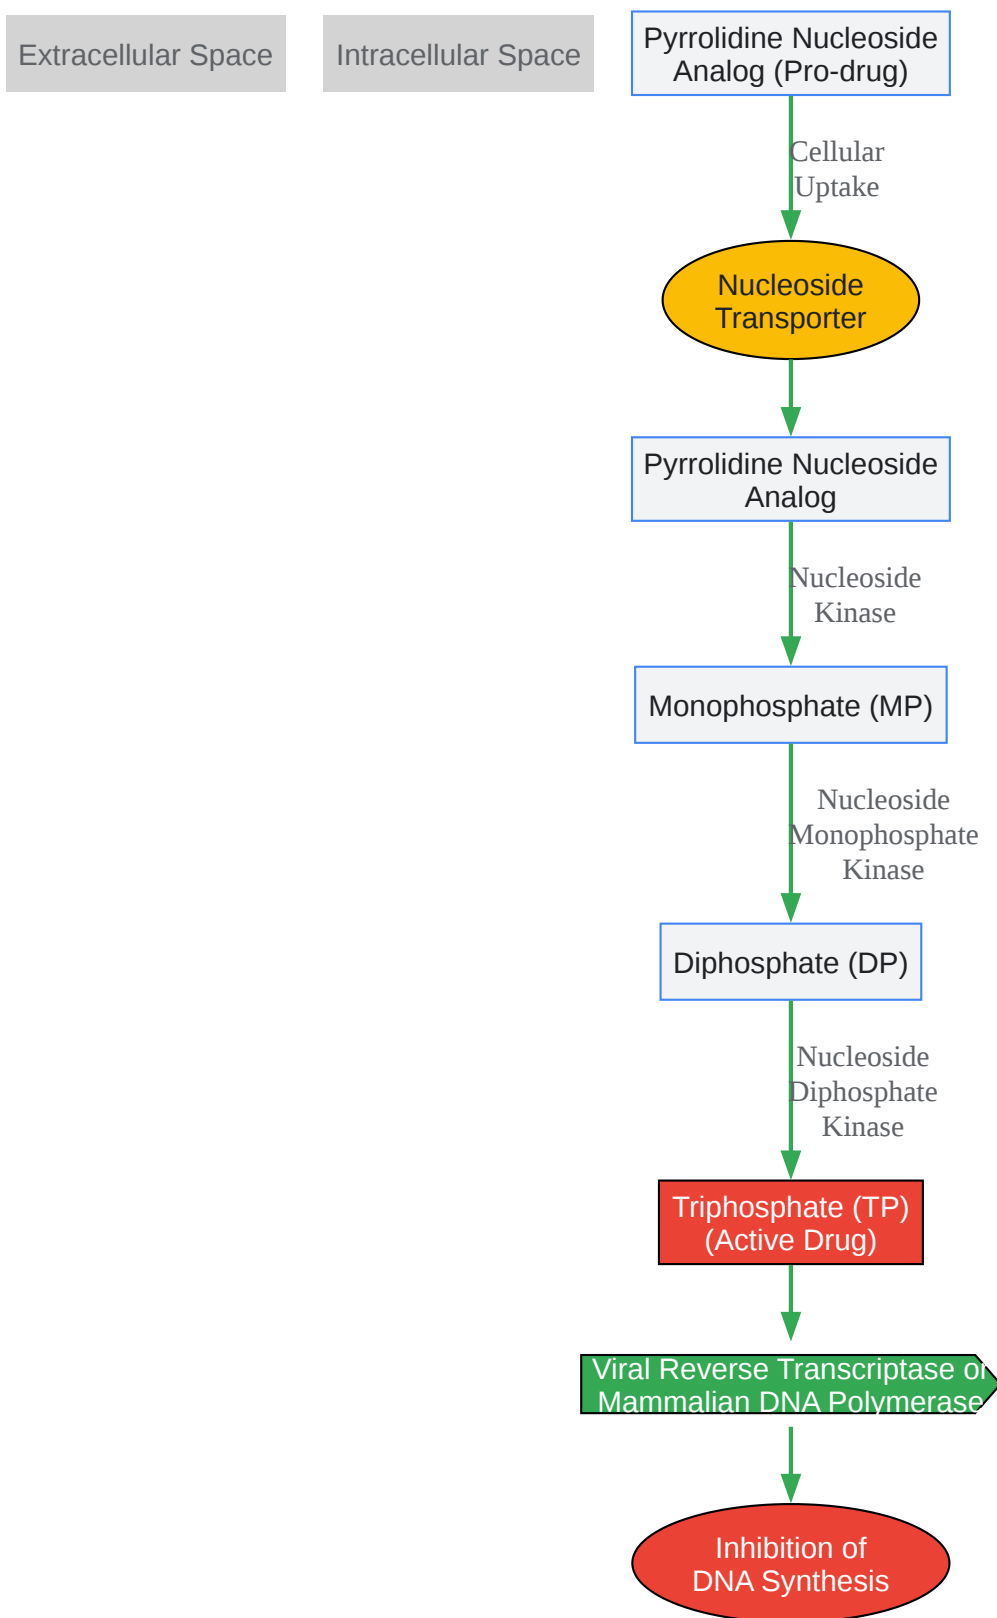 Extracellular Space
Intracellular Space
Pyrrolidine Nucleoside
Analog (Pro-drug)
Cellular
Uptake
Nucleoside
Transporter
Pyrrolidine Nucleoside
Analog
Nucleoside
Kinase
Monophosphate (MP)
Nucleoside
Monophosphate
Kinase
Diphosphate (DP)
Nucleoside
Diphosphate
Kinase
Triphosphate (TP)
(Active Drug)
Viral Reverse Transcriptase or
Mammalian DNA Polymerase
Inhibition of
DNA Synthesis